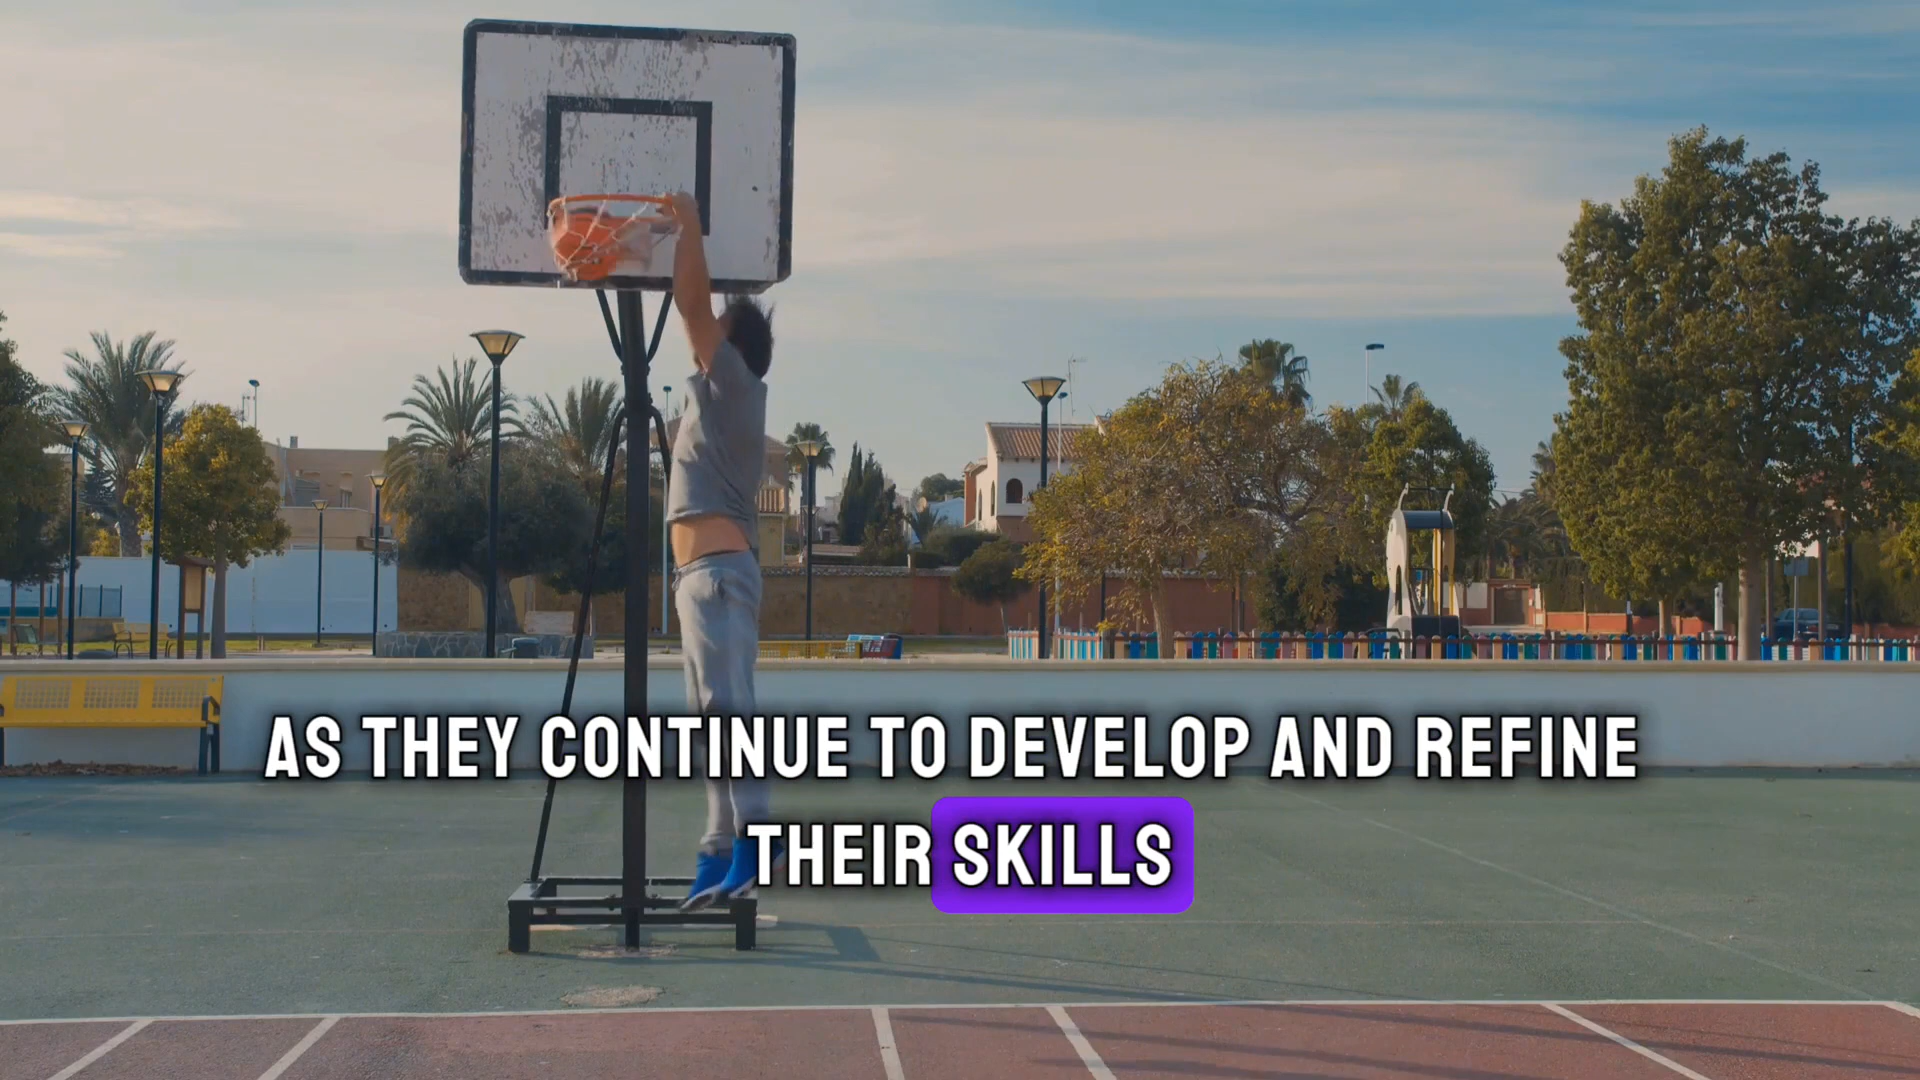 AS THEY CONTINUE TO DEVELOP AND REFINE
THEIR SKILLS